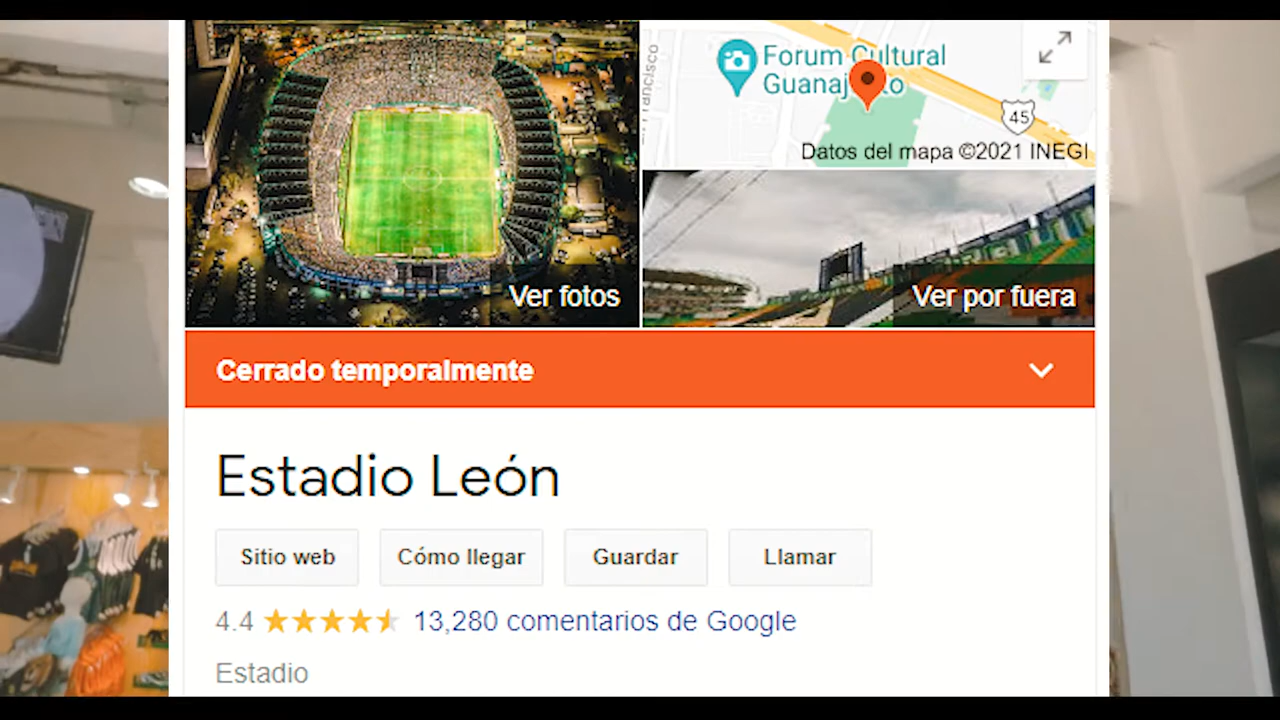 Francisco
Forum Cultural
Guanajuato
45
Datos del mapa ©2021 INEGI
Ver fotos
Ver por fuera
Cerrado temporalmente
Estadio León
Sitio web
Cómo llegar
Guardar
Llamar
4.4
13,280 comentarios de Google
Estadio